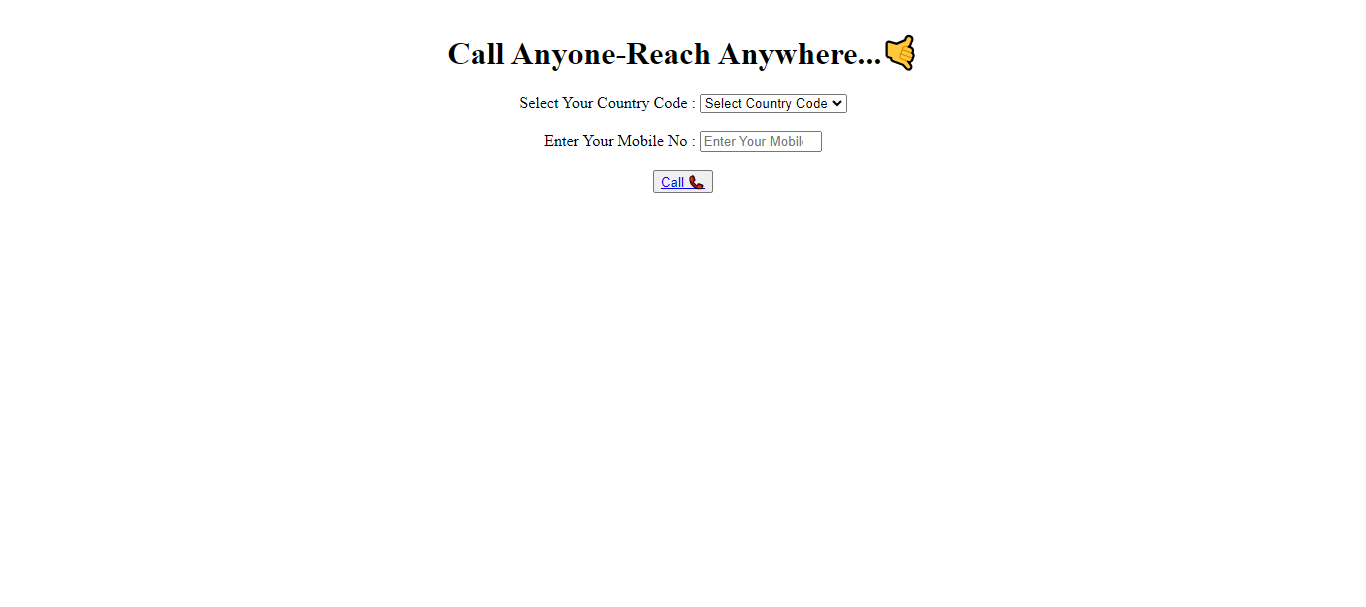 Call Anyone-Reach Anywhere...🤙
Select Your Country Code : Select Country Code
Enter Your Mobile No : Enter Your Mobil
Call 📞